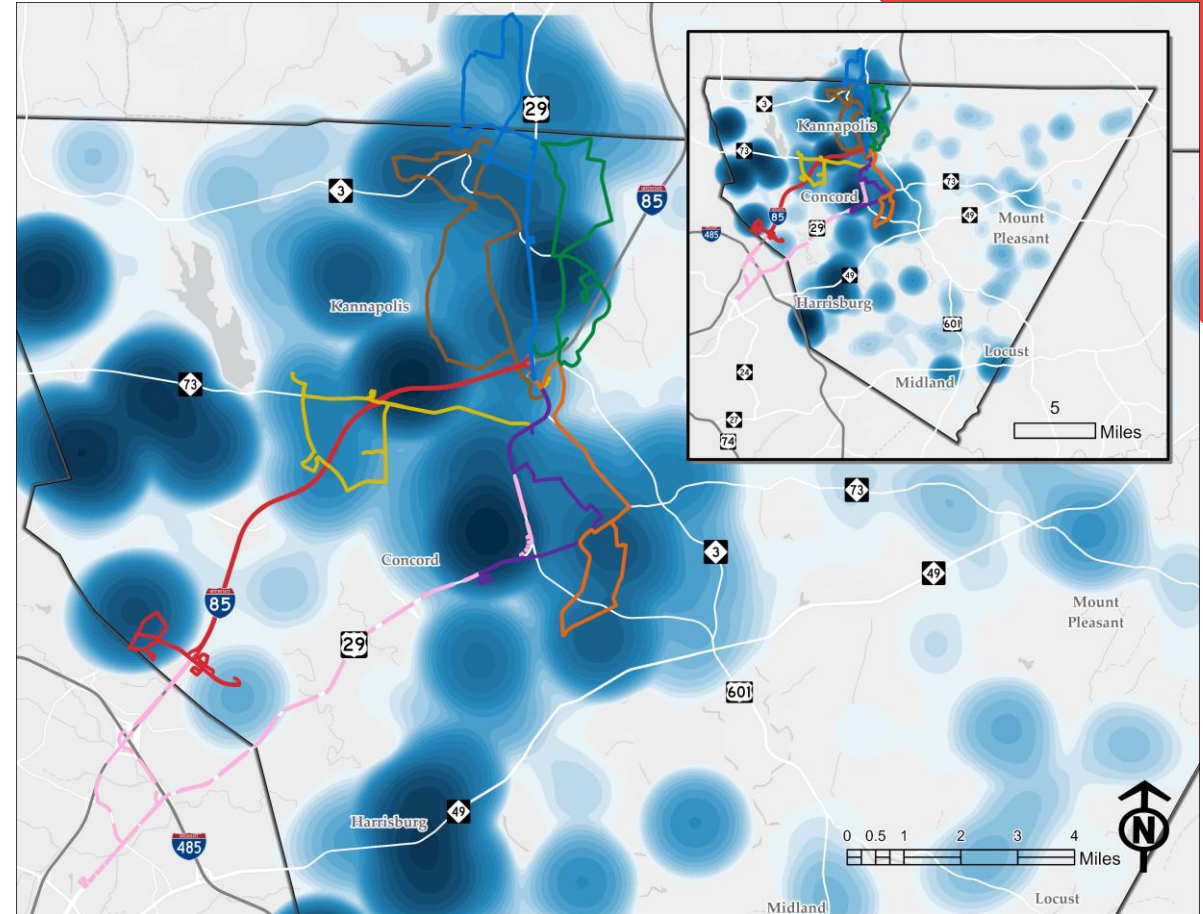 29
3
85
Kannapolis
73
Concord
85
29
Harrisburg
49
485
Midland
3
601
73
49
Mount
Pleasant
Locust
0 0.5 1 2 3 4
Miles
N
3
Kannapolis
73
73
Concord
49
Mount
Pleasant
85
29
485
49
Harrisburg
601
Locust
24
Midland
27
74
5
Miles